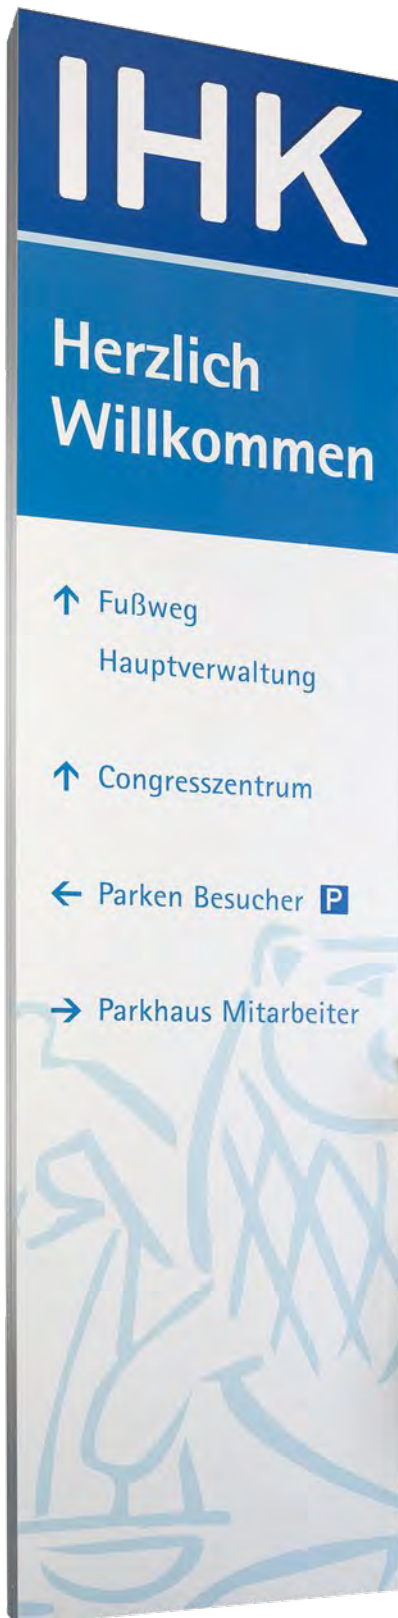 IHK
Herzlich
Willkommen
↑ Fußweg
Hauptverwaltung
↑ Congresszentrum
← Parken Besucher P
→ Parkhaus Mitarbeiter